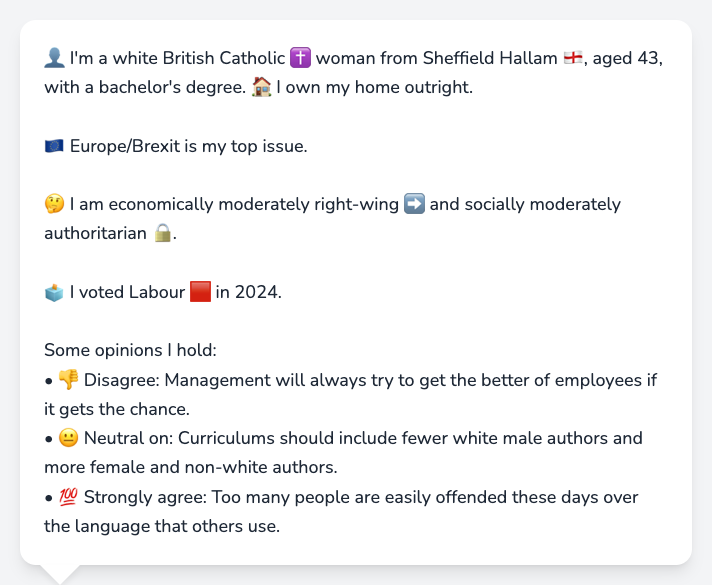 👤 I'm a white British Catholic ✝️ woman from Sheffield Hallam 🏴󠁧󠁢󠁥󠁮󠁧󠁿, aged 43,
with a bachelor's degree. 🏠 I own my home outright.
🇪🇺 Europe/Brexit is my top issue.
🤔 I am economically moderately right-wing ➡️ and socially moderately
authoritarian 🔒.
🗳️ I voted Labour 🟥 in 2024.
Some opinions I hold:
• 👎 Disagree: Management will always try to get the better of employees if
it gets the chance.
• 😐 Neutral on: Curriculums should include fewer white male authors and
more female and non-white authors.
• 💯 Strongly agree: Too many people are easily offended these days over
the language that others use.